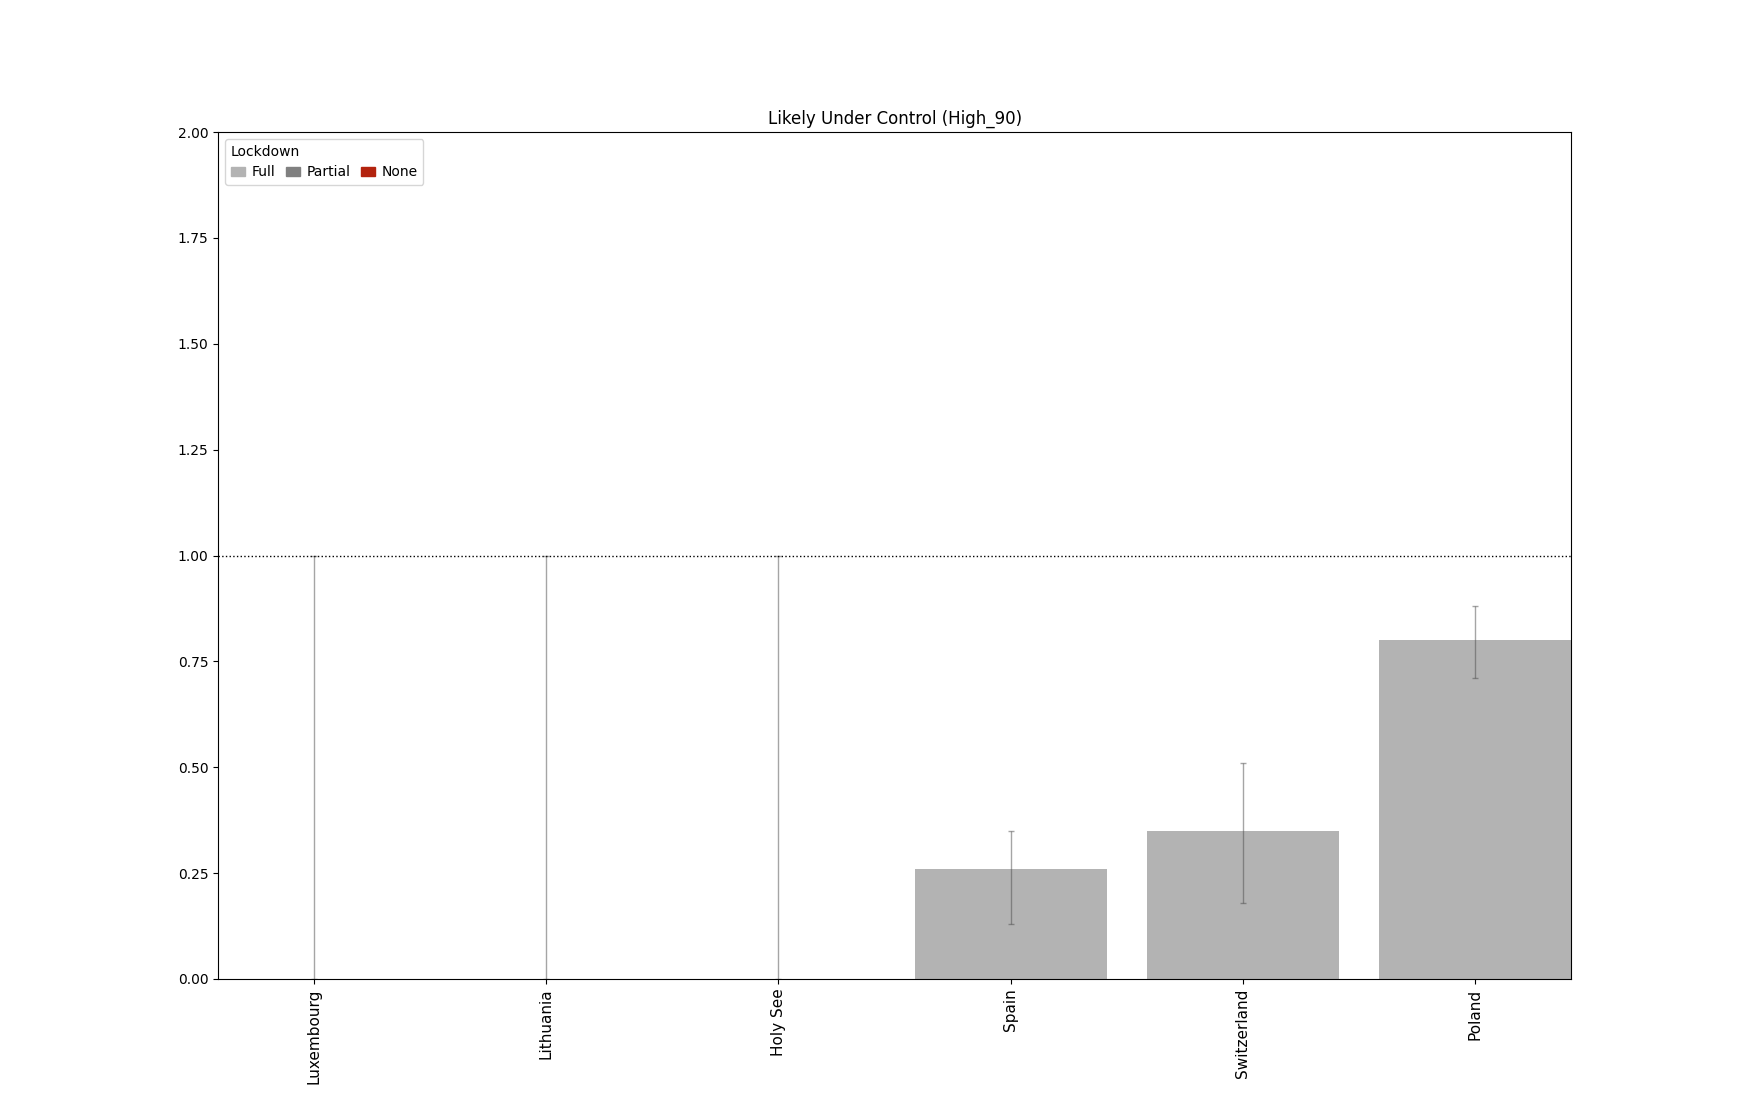 Likely Under Control (High_90)
2.00
Lockdown
Full Partial None
1.75
1.50
1.25
1.00
0.75
0.50
0.25
0.00
Luxembourg
Lithuania
Holy See
Spain
Switzerland
Poland